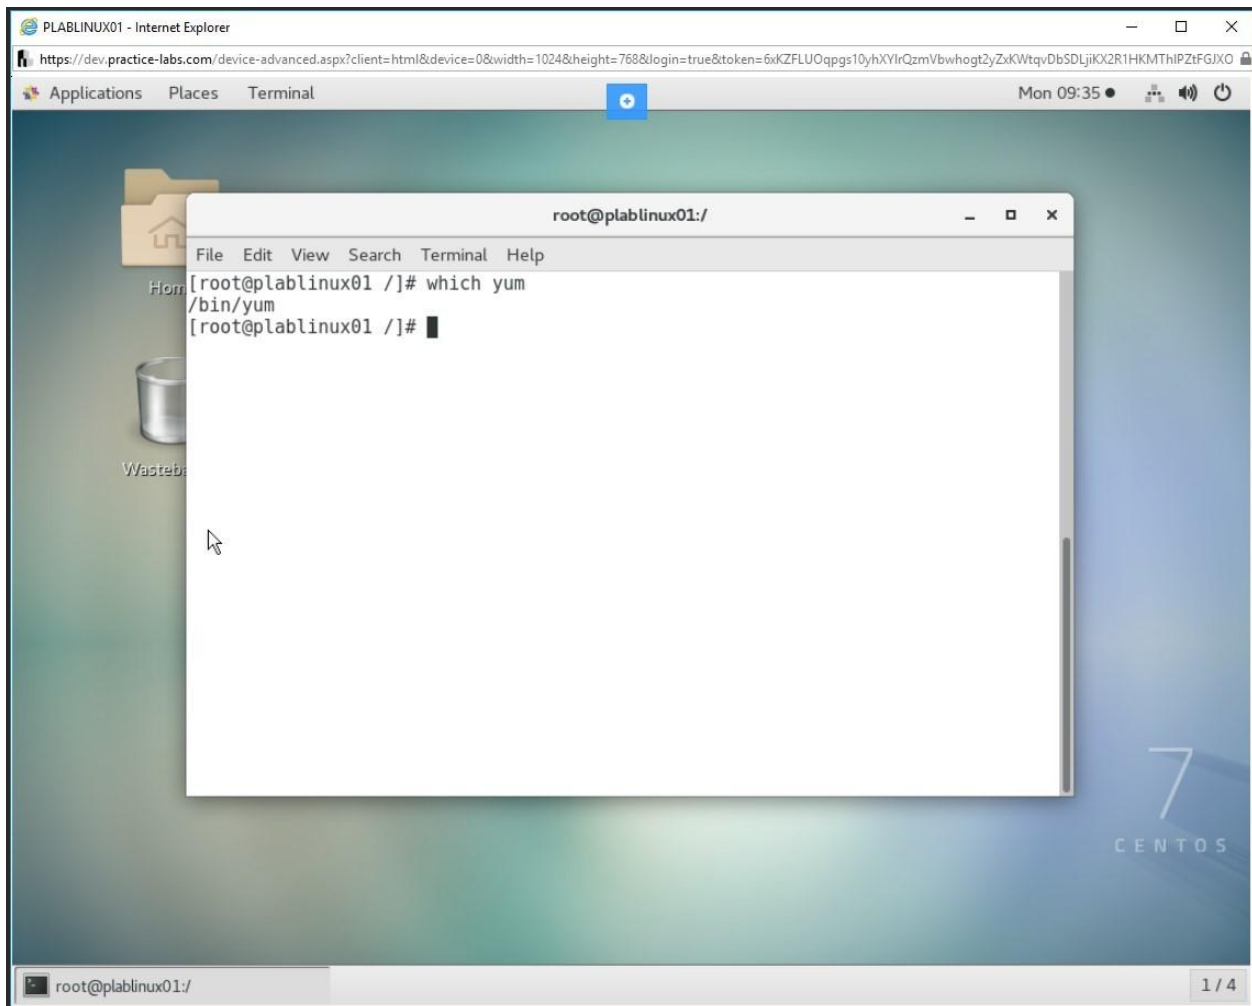 PLABLINUX01 - Internet Explorer
Applications Places Terminal
Mon 09:35
root@plablinux01:/
File Edit View Search Terminal Help
[root@plablinux01 /]# which yum
/bin/yum
[root@plablinux01 /]#
7
CENTOS
root@plablinux01:/
1 / 4